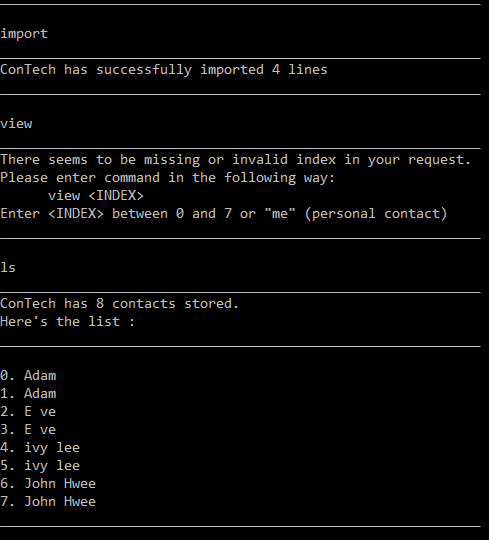 import
ConTech has successfully imported 4 lines
view
There seems to be missing or invalid index in your request.
Please enter command in the following way:
view <INDEX>
Enter <INDEX> between 0 and 7 or "me" (personal contact)
ls
ConTech has 8 contacts stored.
Here's the list :
0. Adam
1. Adam
2. E ve
3. E ve
4. ivy lee
5. ivy lee
6. John Hwee
7. John Hwee